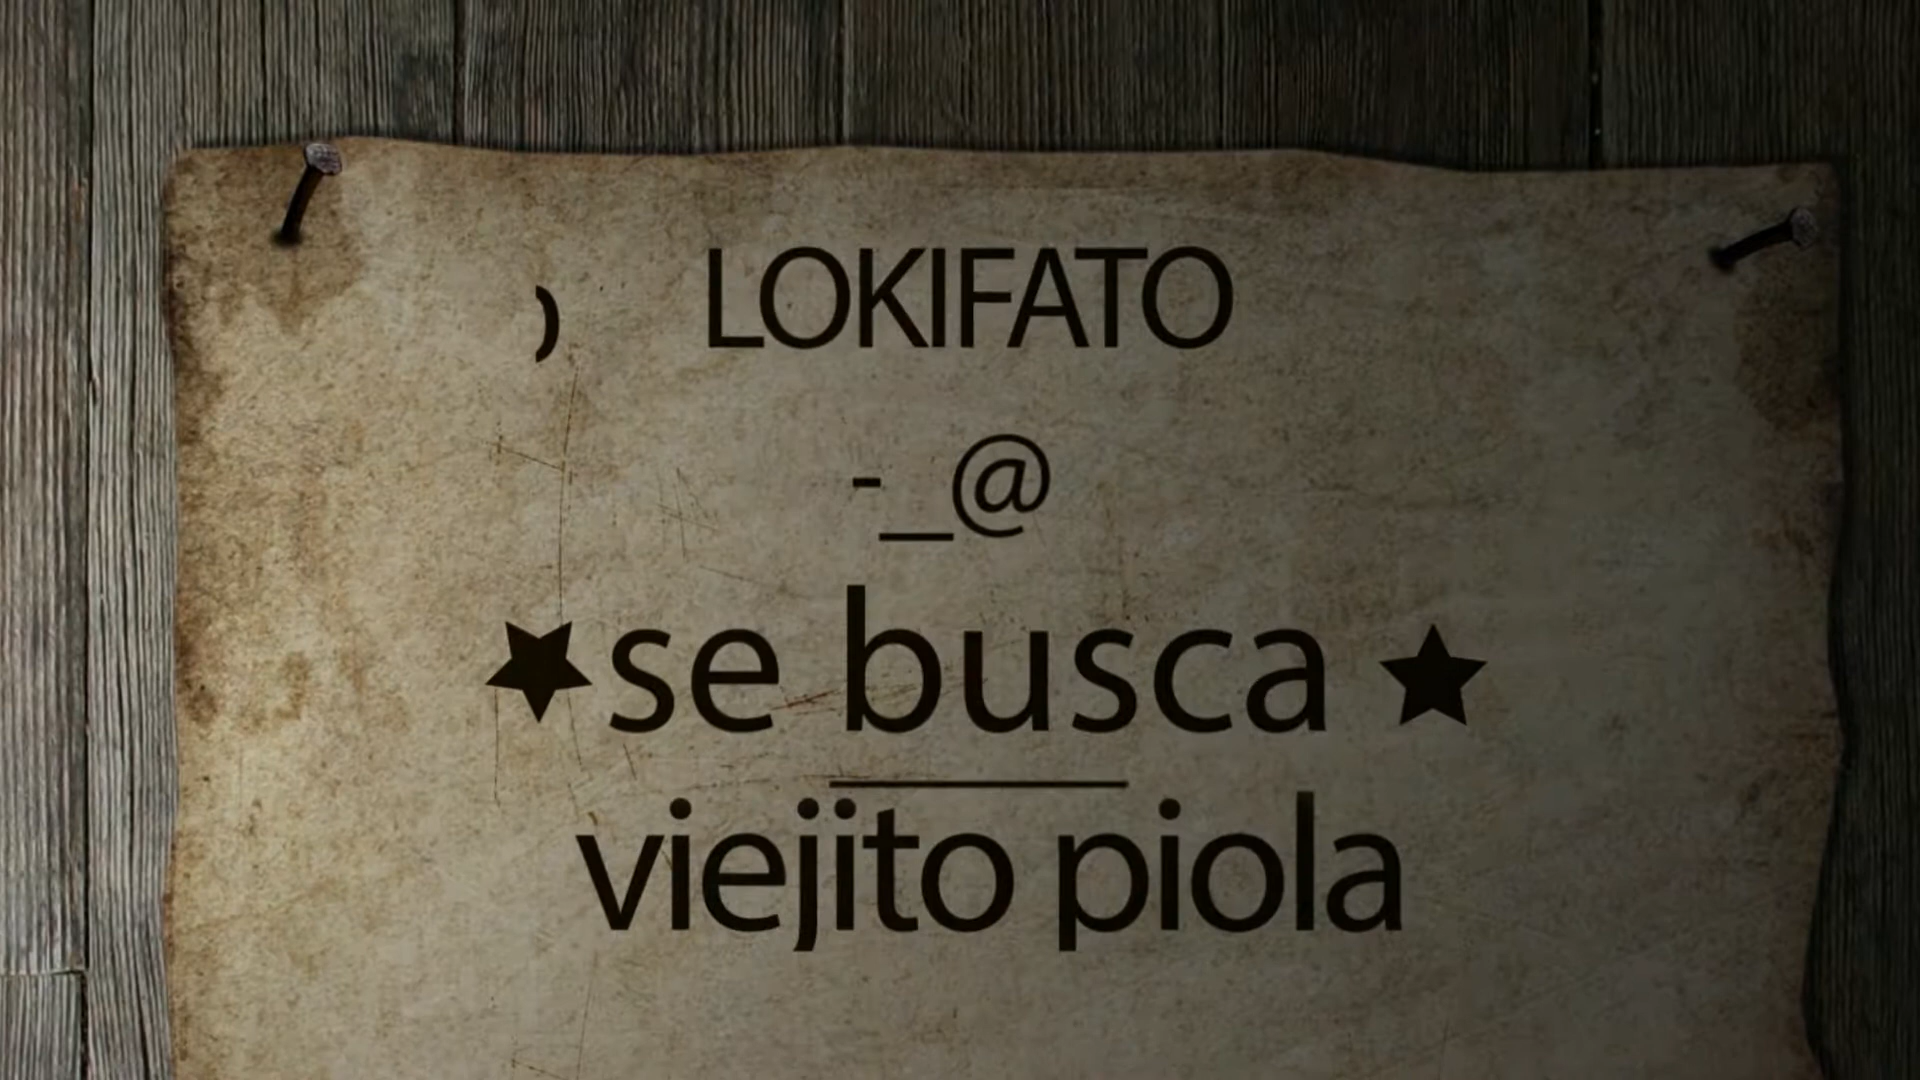 ) LOKIFATO
-_@
★se busca ★
viejito piola